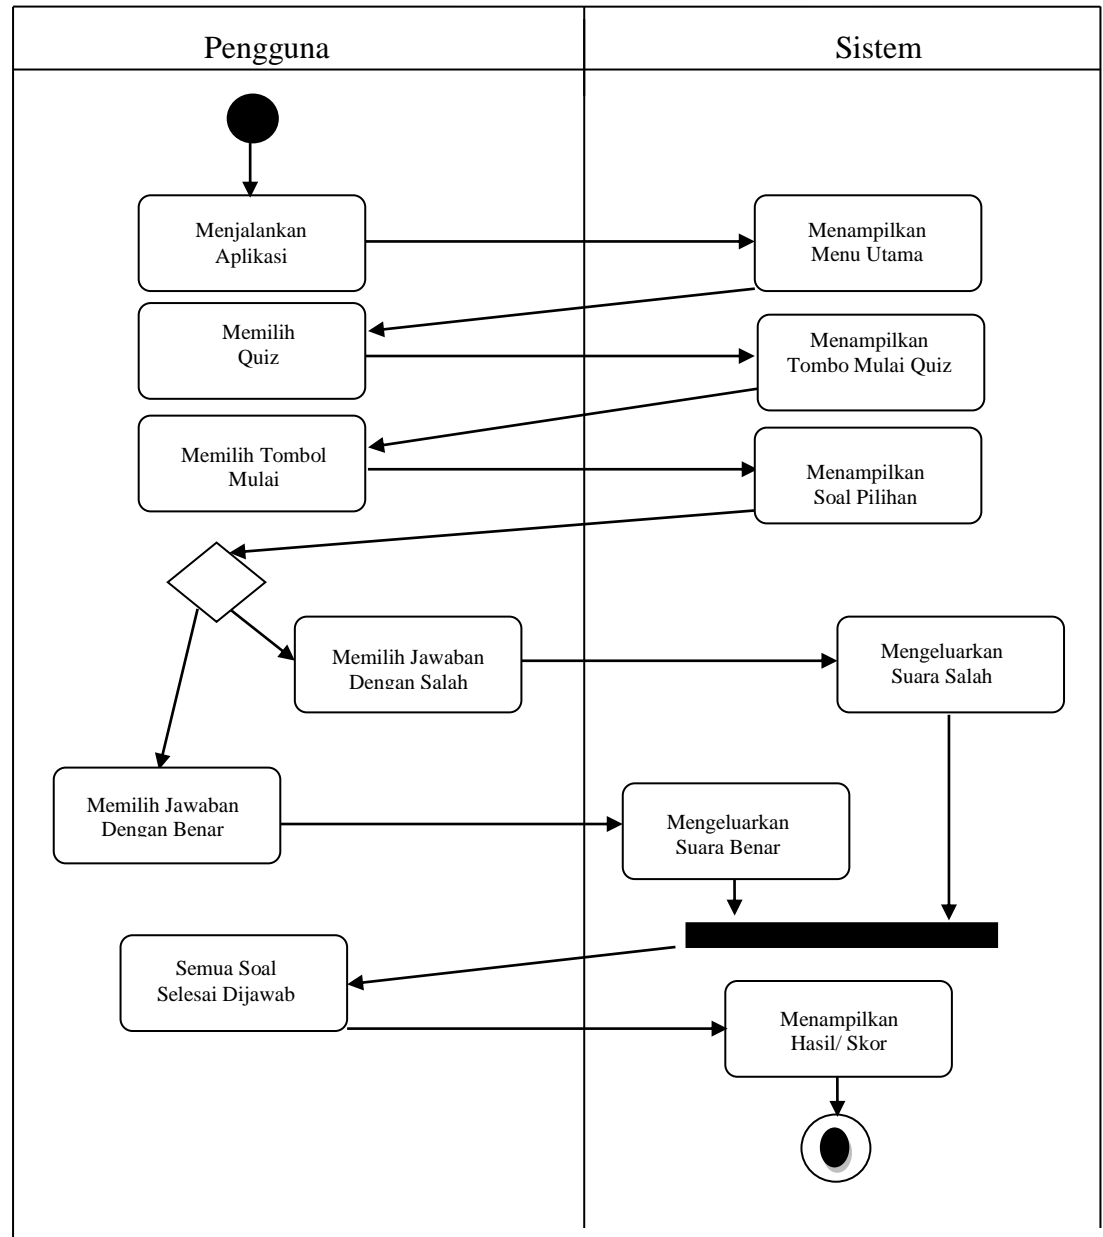 Pengguna
Sistem
Menjalankan
Aplikasi
Menampilkan
Menu Utama
Memilih
Quiz
Menampilkan
Tombo Mulai Quiz
Memilih Tombol
Mulai
Menampilkan
Soal Pilihan
Memilih Jawaban
Dengan Salah
Mengeluarkan
Suara Salah
Memilih Jawaban
Dengan Benar
Mengeluarkan
Suara Benar
Semua Soal
Selesai Dijawab
Menampilkan
Hasil/ Skor